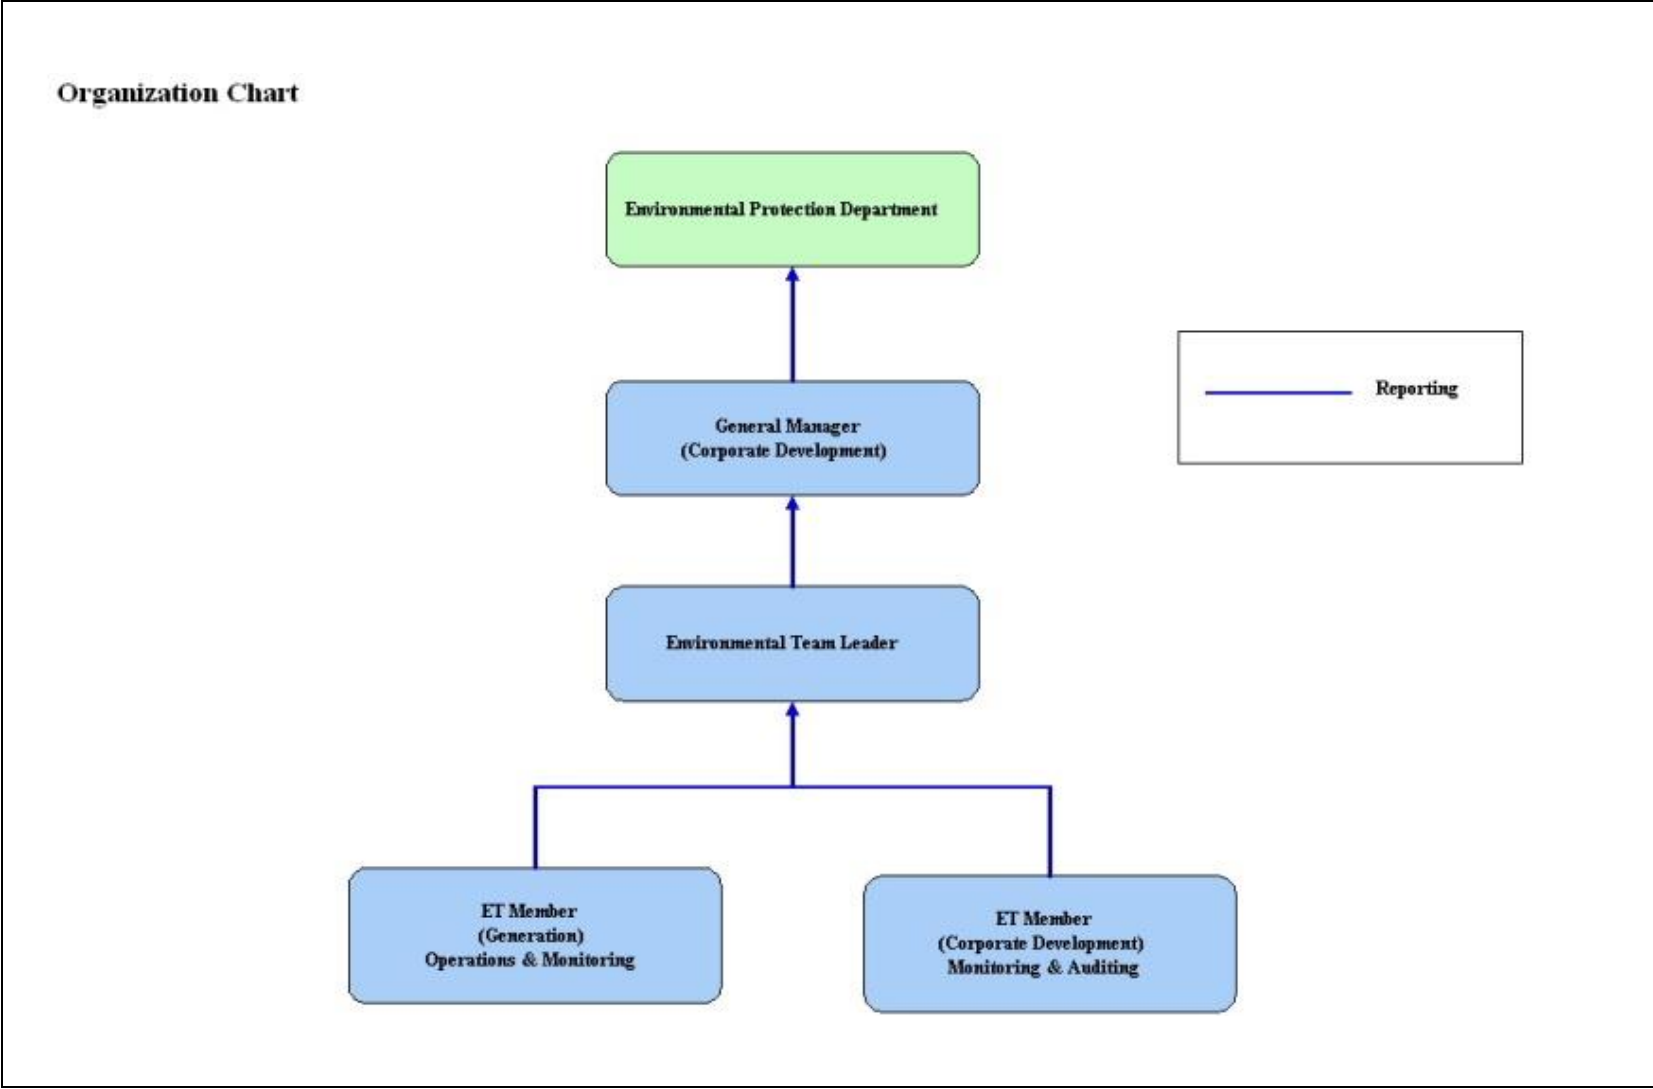 Organization Chart
Environmental Protection Department
General Manager
(Corporate Development)
Reporting
Environmental Team Leader
ET Member
(Generation)
Operations & Monitoring
ET Member
(Corporate Development)
Monitoring & Auditing